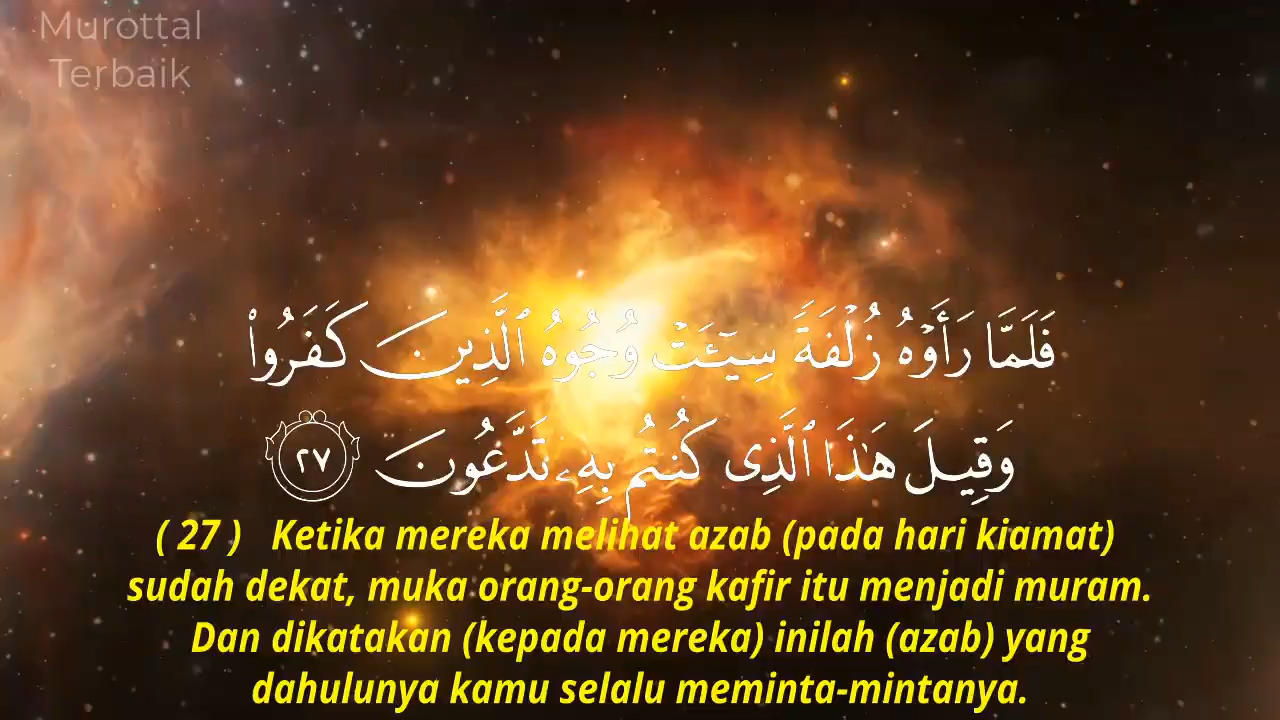 Murottal
Terbaik
فَلَمَّا رَأَوْهُ زُلْفَةً سِيٓـَٔتْ وُجُوهُ ٱلَّذِينَ كَفَرُوا۟
وَقِيلَ هَٰذَا ٱلَّذِى كُنتُم بِهِۦ تَدَّعُونَ ٢٧
( 27 ) Ketika mereka melihat azab (pada hari kiamat)
sudah dekat, muka orang-orang kafir itu menjadi muram.
Dan dikatakan (kepada mereka) inilah (azab) yang
dahulunya kamu selalu meminta-mintanya.